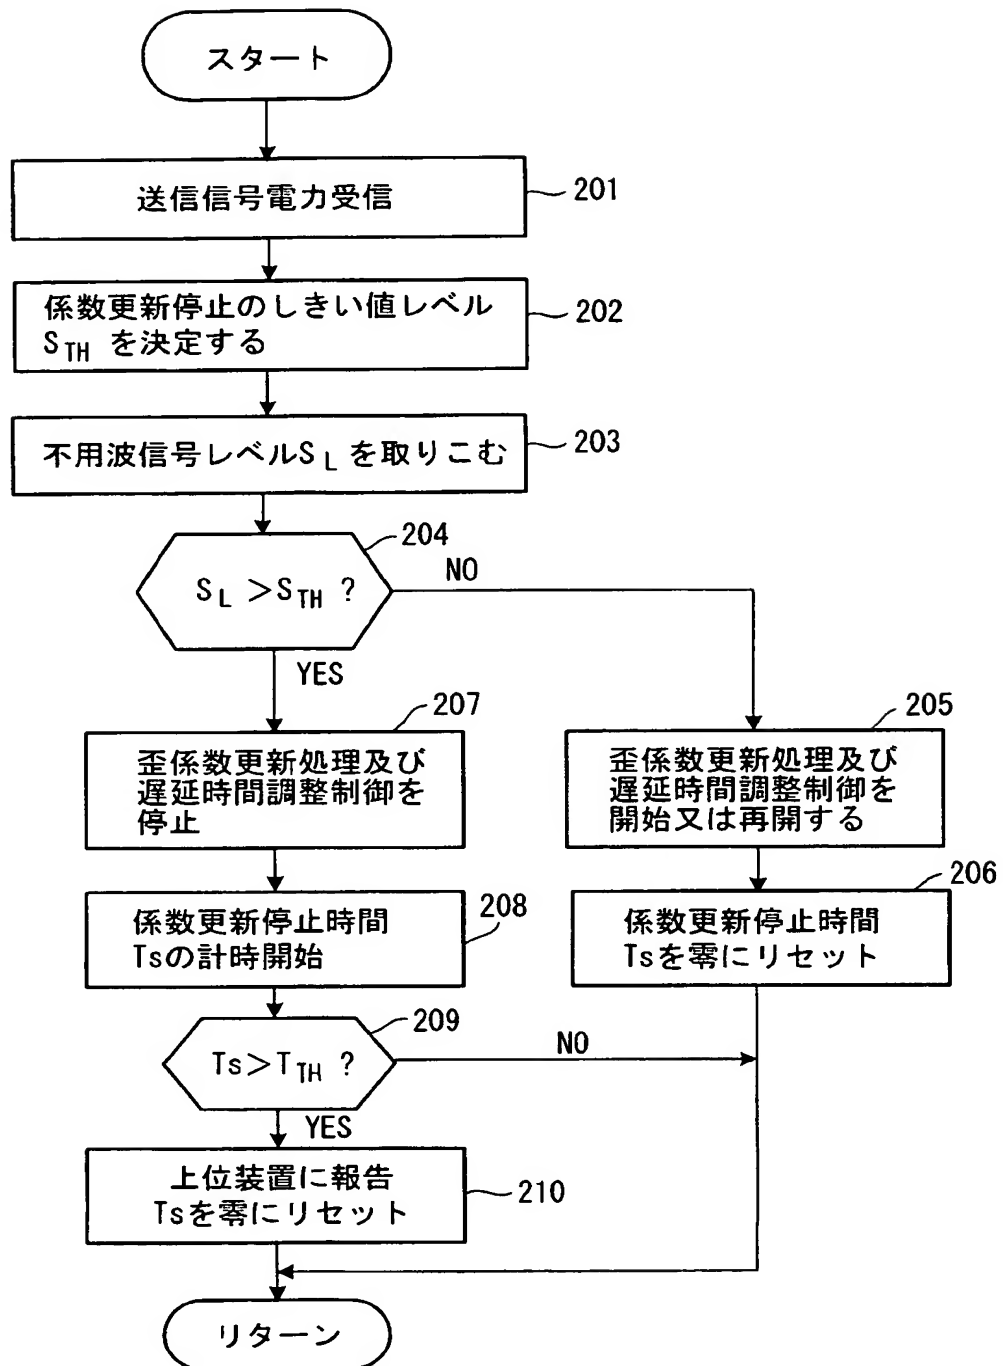 スタート
送信信号電力受信
201
係数更新停止のしきい値レベル
STH を決定する
202
不用波信号レベルSL を取りこむ
203
204
SL >STH ?
NO
YES
207
歪係数更新処理及び
遅延時間調整制御を
停止
205
歪係数更新処理及び
遅延時間調整制御を
開始又は再開する
208
係数更新停止時間
Tsの計時開始
206
係数更新停止時間
Tsを零にリセット
209
Ts>TTH ?
NO
YES
上位装置に報告
Tsを零にリセット
210
リターン